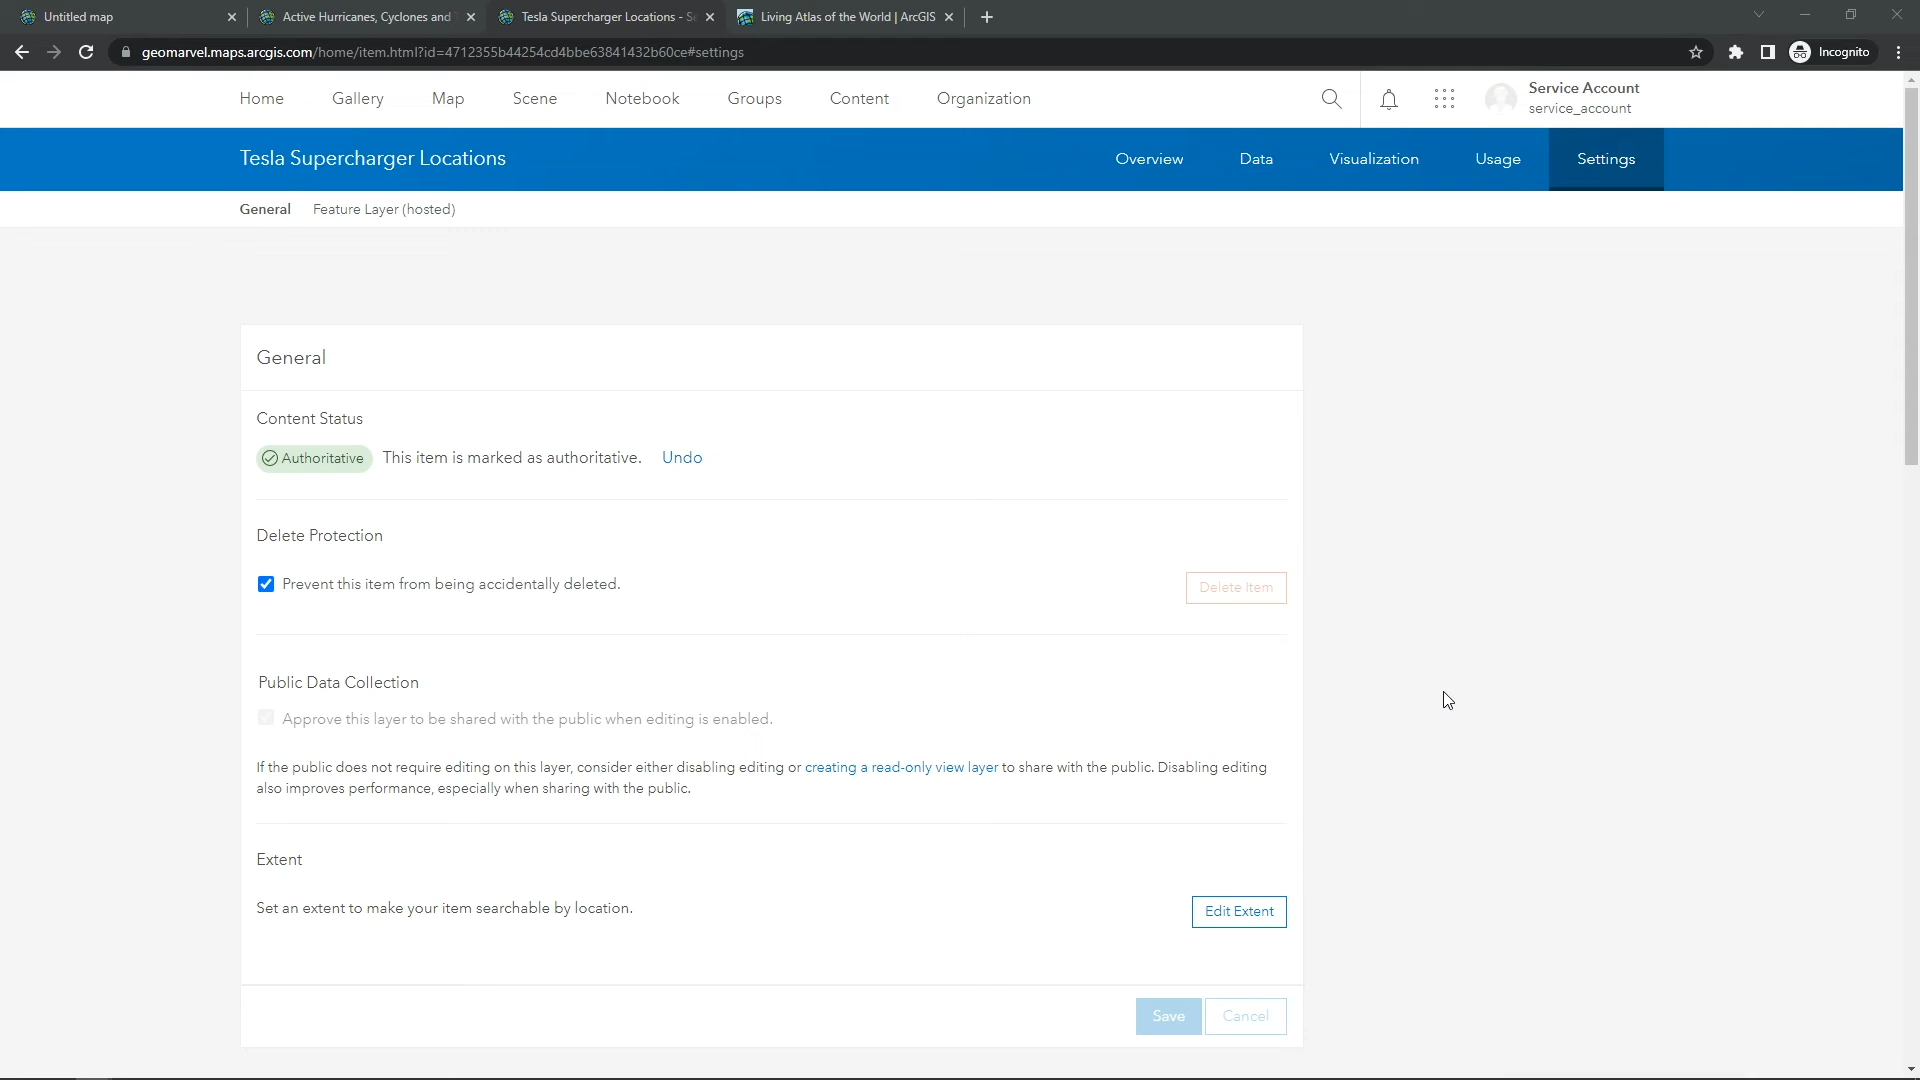 Untitled map
Active Hurricanes, Cyclones and
Tesla Supercharger Locations - S
Living Atlas of the World | ArcGIS
geomarvel.maps.arcgis.com/home/item.html?id=4712355b44254cd4bbe63841432b60ce#settings
Incognito
Home Gallery Map Scene Notebook Groups Content Organization
Service Account
service_account
Tesla Supercharger Locations
Overview Data Visualization Usage Settings
General Feature Layer (hosted)
General
Content Status
Authoritative This item is marked as authoritative. Undo
Delete Protection
Prevent this item from being accidentally deleted.
Delete Item
Public Data Collection
Approve this layer to be shared with the public when editing is enabled.
If the public does not require editing on this layer, consider either disabling editing or creating a read-only view layer to share with the public. Disabling editing
also improves performance, especially when sharing with the public.
Extent
Set an extent to make your item searchable by location.
Edit Extent
Save Cancel